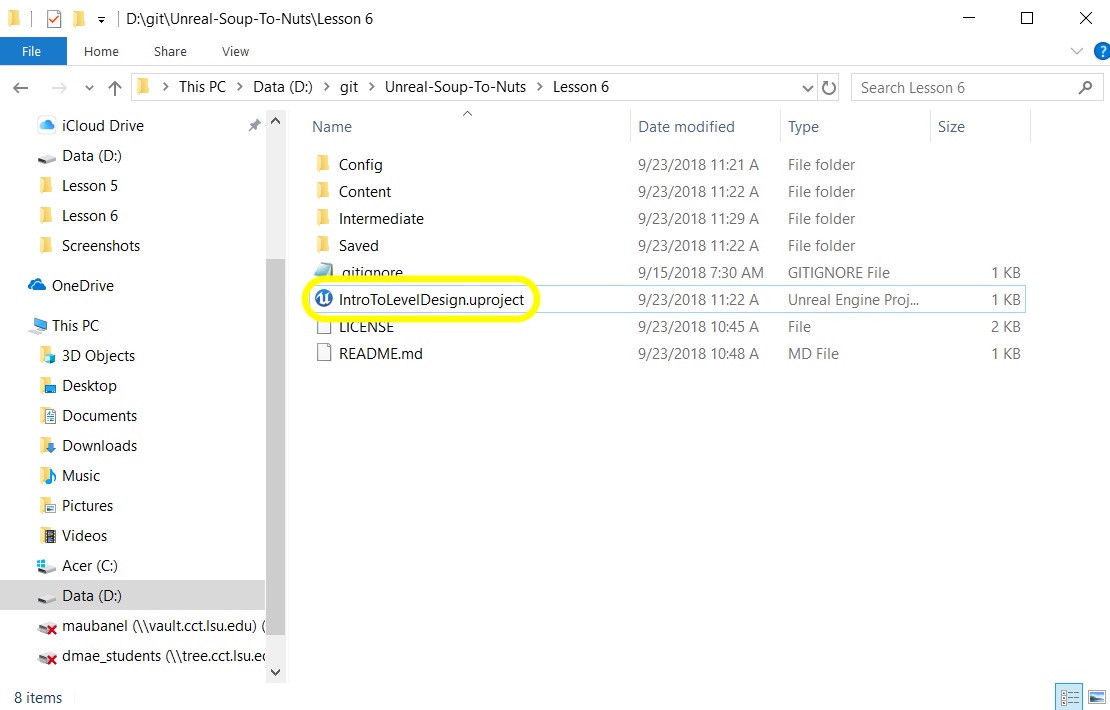 D:\git\Unreal-Soup-To-Nuts\Lesson 6
File Home Share View
?
This PC Data (D:) git Unreal-Soup-To-Nuts Lesson 6
Search Lesson 6
iCloud Drive
Data (D:)
Lesson 5
Lesson 6
Screenshots
OneDrive
This PC
3D Objects
Desktop
Documents
Downloads
Music
Pictures
Videos
Acer (C:)
Data (D:)
maubanel (\\vault.cct.lsu.edu) (
dmae_students (\\tree.cct.lsu.ec
Name Date modified Type Size
Config 9/23/2018 11:21 A File folder
Content 9/23/2018 11:22 A File folder
Intermediate 9/23/2018 11:29 A File folder
Saved 9/23/2018 11:22 A File folder
.gitignore 9/15/2018 7:30 AM GITIGNORE File 1 KB
IntroToLevelDesign.uproject 9/23/2018 11:22 A Unreal Engine Proj... 1 KB
LICENSE 9/23/2018 10:45 A File 2 KB
README.md 9/23/2018 10:48 A MD File 1 KB
8 items